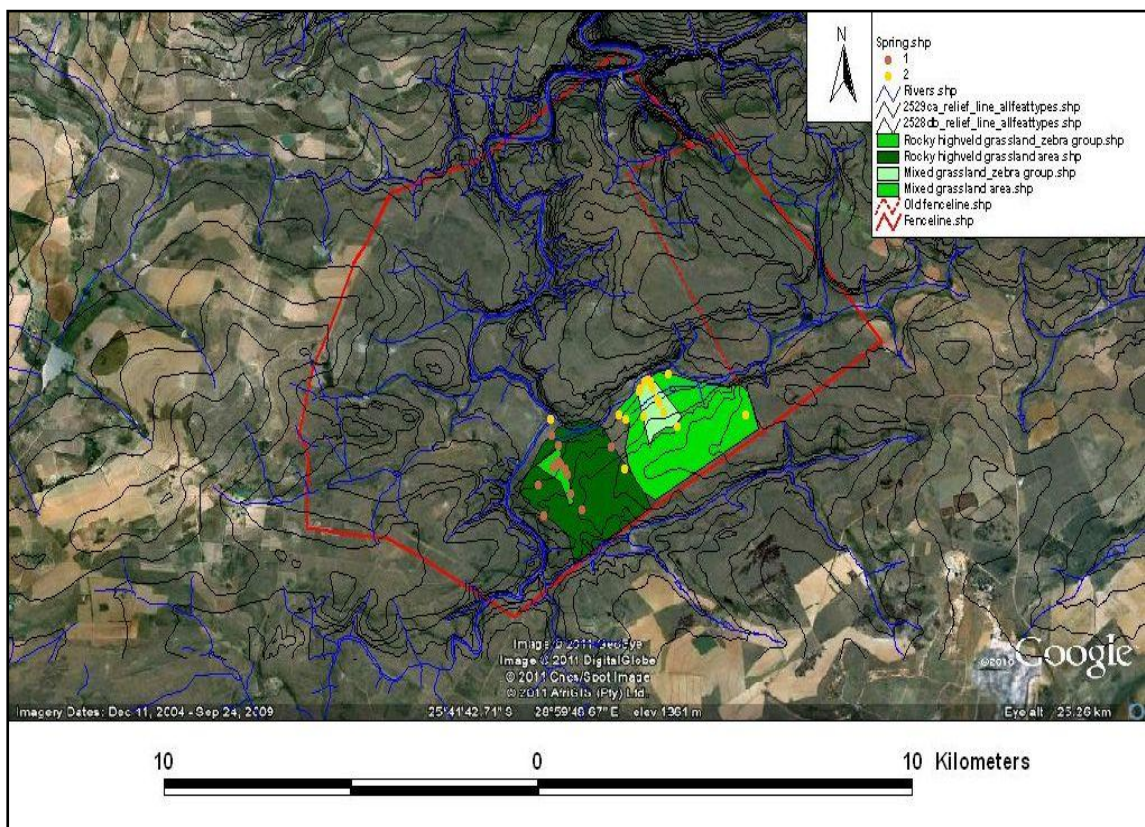 N
Spring.shp
1
2
Rivers.shp
2529ca_relief_line_allfeattypes.shp
2528db_relief_line_allfeattypes.shp
Rocky highveld grassland_zebra group.shp
Rocky highveld grassland area.shp
Mixed grassland_zebra group.shp
Mixed grassland area.shp
Old fenceline.shp
Fenceline.shp
Image © 2011 GeoEye
Image © 2011 DigitalGlobe
© 2011 Cnes/Spot Image
© 2011 AfriGIS (Pty) Ltd.
©2010 Google
Imagery Dates: Dec 11, 2004 - Sep 24, 2009 25°41'42.71" S 28°59'48.67" E elev 1361 m Eye alt 25.26 km
10 0 10 Kilometers